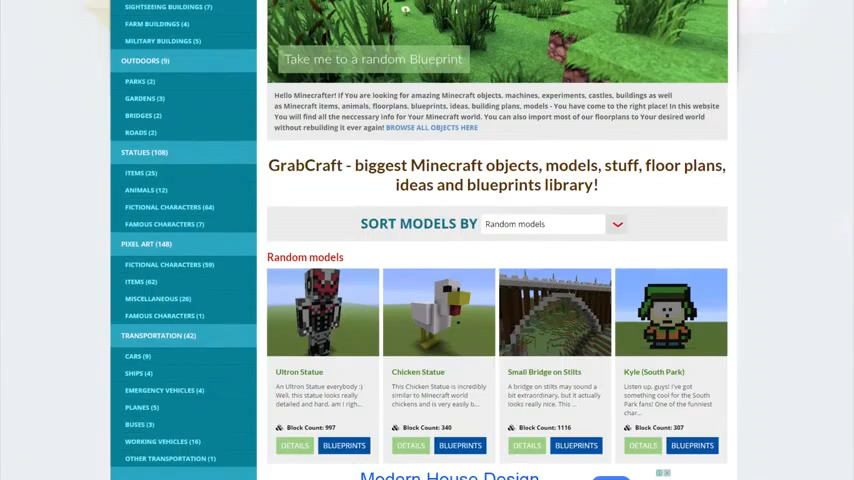 SIGHTSEEING BUILDINGS (7)
FARM BUILDINGS (4)
MILITARY BUILDINGS (5)
OUTDOORS (9)
PARKS (2)
GARDENS (3)
BRIDGES (2)
ROADS (2)
STATUES (108)
ITEMS (25)
ANIMALS (12)
FICTIONAL CHARACTERS (64)
FAMOUS CHARACTERS (7)
PIXEL ART (148)
FICTIONAL CHARACTERS (59)
ITEMS (62)
MISCELLANEOUS (26)
FAMOUS CHARACTERS (1)
TRANSPORTATION (42)
CARS (9)
SHIPS (4)
EMERGENCY VEHICLES (4)
PLANES (5)
BUSES (3)
WORKING VEHICLES (16)
OTHER TRANSPORTATION (1)
Take me to a random Blueprint
Hello Minecrafter! If You are looking for amazing Minecraft objects, machines, experiments, castles, buildings as well
as Minecraft items, animals, floorplans, blueprints, ideas, building plans, models - You have come to the right place! In this website
You will find all the neccessary info for Your Minecraft world. You can also import most of our floorplans to Your desired world
without rebuilding it ever again! BROWSE ALL OBJECTS HERE
GrabCraft - biggest Minecraft objects, models, stuff, floor plans,
ideas and blueprints library!
SORT MODELS BY Random models
Random models
Ultron Statue
An Ultron Statue everybody :)
Well, this statue looks
really detailed and hard, am I righ...
Block Count: 997
DETAILS BLUEPRINTS
Chicken Statue
This Chicken Statue is incredibly
similar to Minecraft world
chickens and is very easily b...
Block Count: 340
DETAILS BLUEPRINTS
Small Bridge on Stilts
A bridge on stilts may sound a
bit extraordinary, but it actually
looks really nice. This ...
Block Count: 1116
DETAILS BLUEPRINTS
Kyle (South Park)
Listen up, guys! I've got
something cool for the South
Park fans! One of the funniest
char...
Block Count: 307
DETAILS BLUEPRINTS
Modern House Design